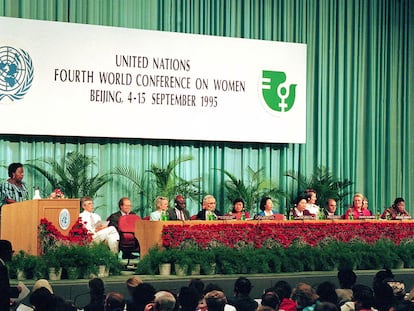 UNITED NATIONS
FOURTH WORLD CONFERENCE ON WOMEN
BEIJING, 4-15 SEPTEMBER 1995